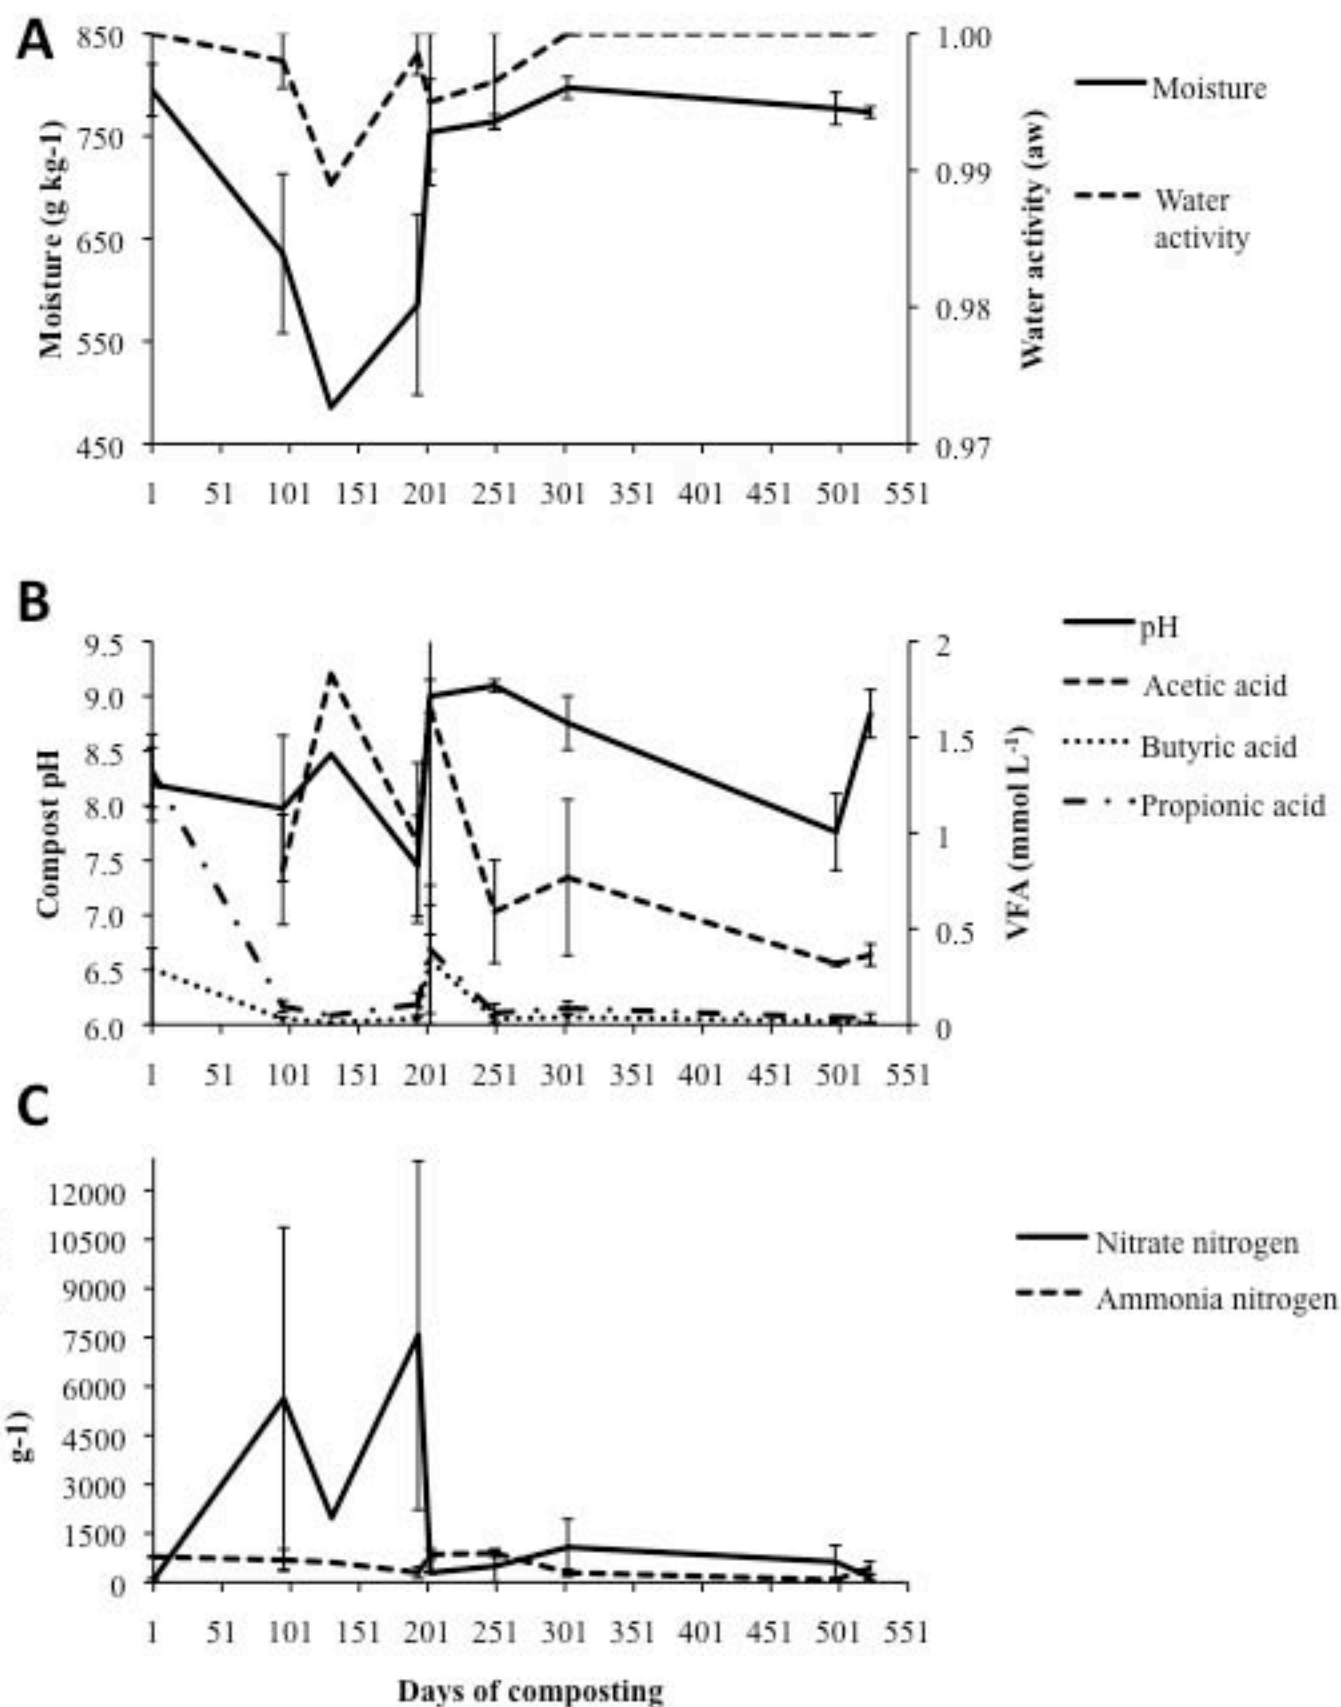 A
850
750
650
550
450
Moisture (g kg-1)
1.00
0.99
0.98
0.97
Water activity (aw)
Moisture
Water
activity
1 51 101 151 201 251 301 351 401 451 501 551
B
9.5
9.0
8.5
8.0
7.5
7.0
6.5
6.0
Compost pH
2
1.5
1
0.5
0
VFA (mmol L-1)
pH
Acetic acid
Butyric acid
Propionic acid
1 51 101 151 201 251 301 351 401 451 501 551
C
12000
10500
9000
7500
6000
4500
3000
1500
0
g-1)
Nitrate nitrogen
Ammonia nitrogen
1 51 101 151 201 251 301 351 401 451 501 551
Days of composting